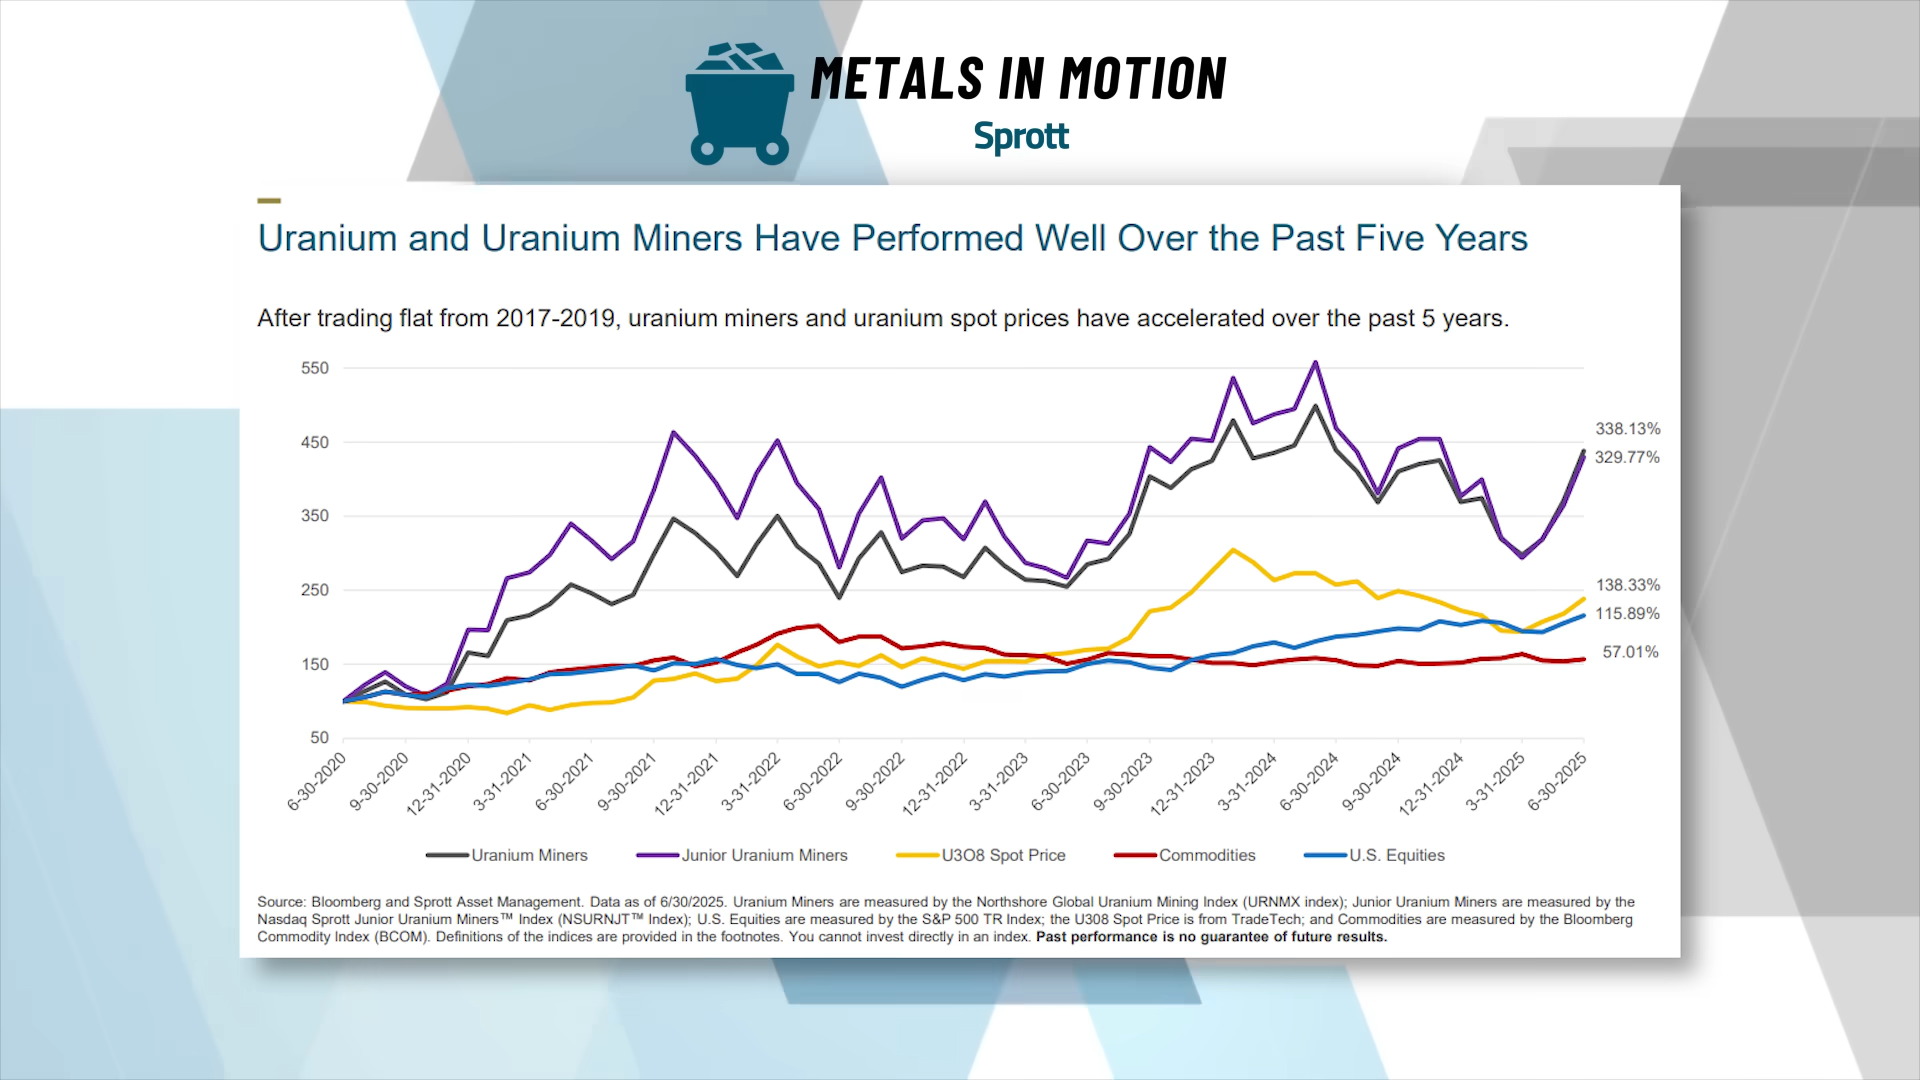 METALS IN MOTION
Sprott
Uranium and Uranium Miners Have Performed Well Over the Past Five Years
After trading flat from 2017-2019, uranium miners and uranium spot prices have accelerated over the past 5 years.
550
450
350
250
150
50
338.13%
329.77%
138.33%
115.89%
57.01%
6-30-2020
9-30-2020
12-31-2020
3-31-2021
6-30-2021
9-30-2021
12-31-2021
3-31-2022
6-30-2022
9-30-2022
12-31-2022
3-31-2023
6-30-2023
9-30-2023
12-31-2023
3-31-2024
6-30-2024
9-30-2024
12-31-2024
3-31-2025
6-30-2025
Uranium Miners
Junior Uranium Miners
U3O8 Spot Price
Commodities
U.S. Equities
Source: Bloomberg and Sprott Asset Management. Data as of 6/30/2025. Uranium Miners are measured by the Northshore Global Uranium Mining Index (URNMX index); Junior Uranium Miners are measured by the
Nasdaq Sprott Junior Uranium Miners™ Index (NSURNJT™ Index); U.S. Equities are measured by the S&P 500 TR Index; the U308 Spot Price is from TradeTech; and Commodities are measured by the Bloomberg
Commodity Index (BCOM). Definitions of the indices are provided in the footnotes. You cannot invest directly in an index. Past performance is no guarantee of future results.